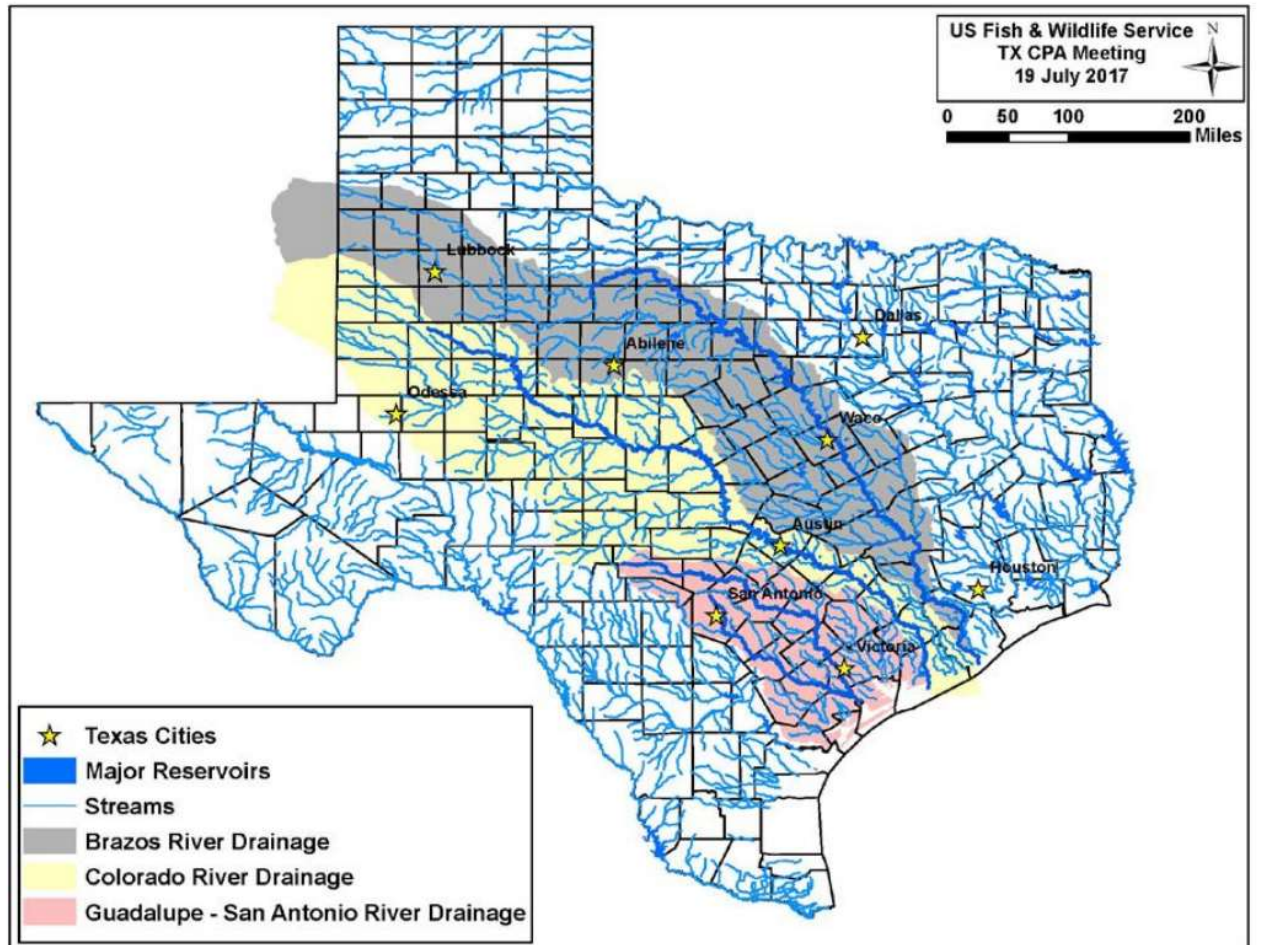 US Fish & Wildlife Service
TX CPA Meeting
19 July 2017
N
0 50 100 200
Miles
Lubbock
Dallas
Abilene
Odessa
Waco
Austin
Houston
San Antonio
Victoria
Texas Cities
Major Reservoirs
Streams
Brazos River Drainage
Colorado River Drainage
Guadalupe - San Antonio River Drainage